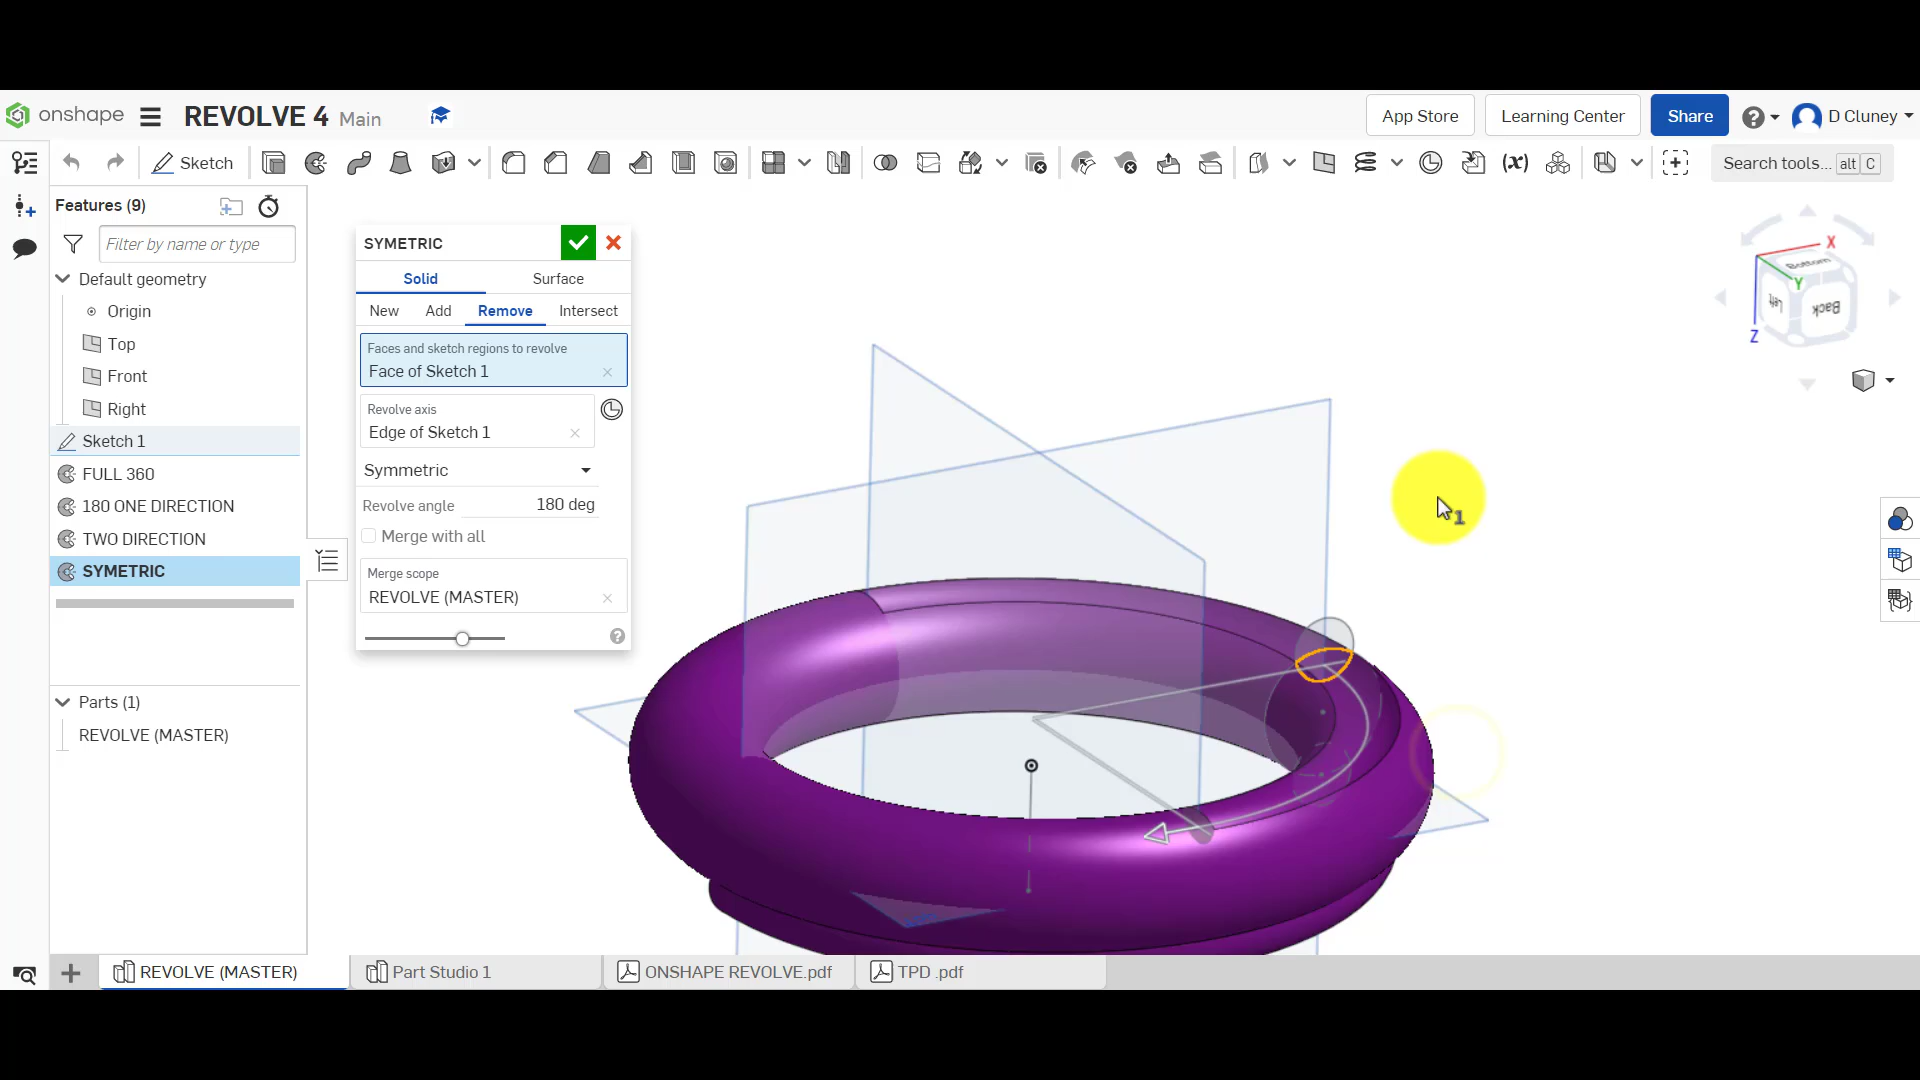 onshape REVOLVE 4 Main App Store Learning Center Share D Cluney
Sketch Search tools... alt C
Features (9)
Filter by name or type
Default geometry
Origin
Top
Front
Right
Sketch 1
FULL 360
180 ONE DIRECTION
TWO DIRECTION
SYMETRIC
Parts (1)
REVOLVE (MASTER)
SYMETRIC
Solid Surface
New Add Remove Intersect
Faces and sketch regions to revolve
Face of Sketch 1
Revolve axis
Edge of Sketch 1
Symmetric
Revolve angle 180 deg
Merge with all
Merge scope
REVOLVE (MASTER)
1
X
Bottom
Y
Left Back
Z
REVOLVE (MASTER) Part Studio 1 ONSHAPE REVOLVE.pdf TPD .pdf